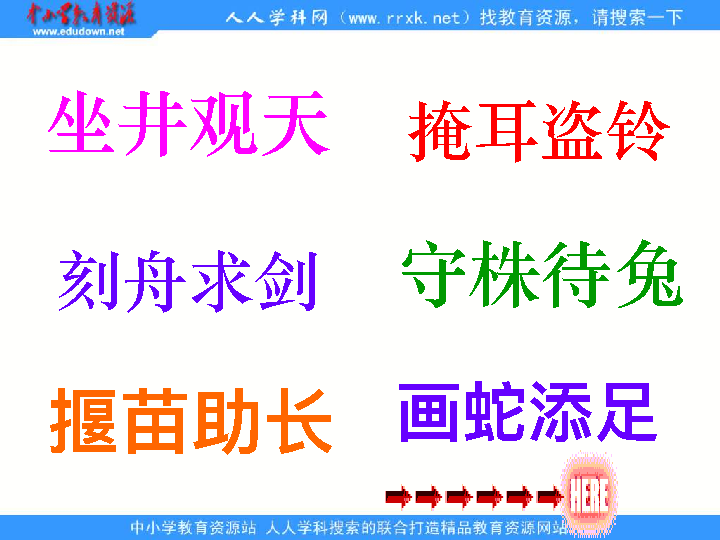 中小学教育资源
www.edudown.net
人人学科网（www.rrxk.net）找教育资源，请搜索一下
坐井观天
掩耳盗铃
刻舟求剑
守株待兔
揠苗助长
画蛇添足
HERE
中小学教育资源站 人人学科搜索的联合打造精品教育资源网站